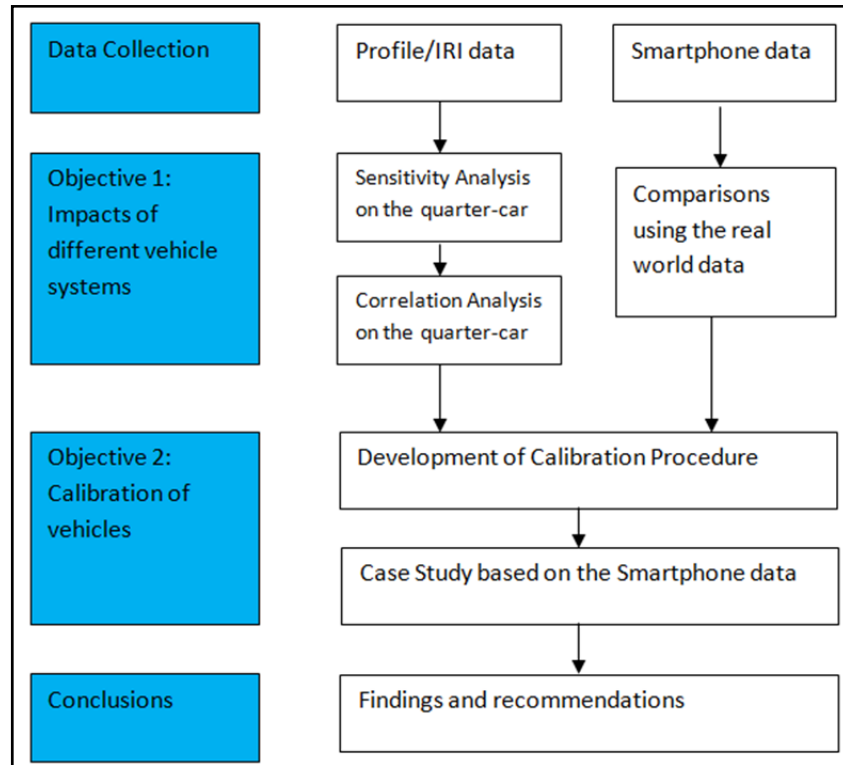 Data Collection
Profile/IRI data
Smartphone data
Objective 1:
Impacts of
different vehicle
systems
Sensitivity Analysis
on the quarter-car
Comparisons
using the real
world data
Correlation Analysis
on the quarter-car
Objective 2:
Calibration of
vehicles
Development of Calibration Procedure
Case Study based on the Smartphone data
Conclusions
Findings and recommendations